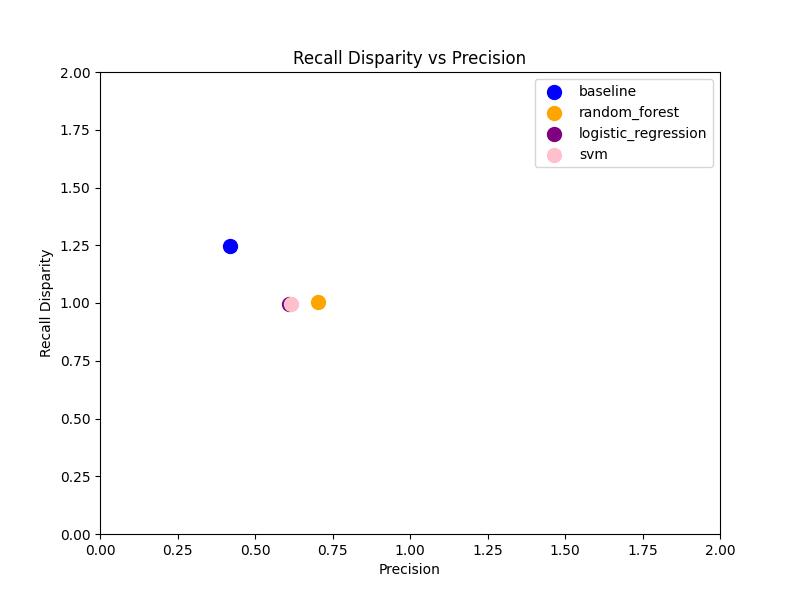 Recall Disparity vs Precision
baseline
random_forest
logistic_regression
svm
2.00
1.75
1.50
1.25
1.00
0.75
0.50
0.25
0.00
Recall Disparity
0.00 0.25 0.50 0.75 1.00 1.25 1.50 1.75 2.00
Precision